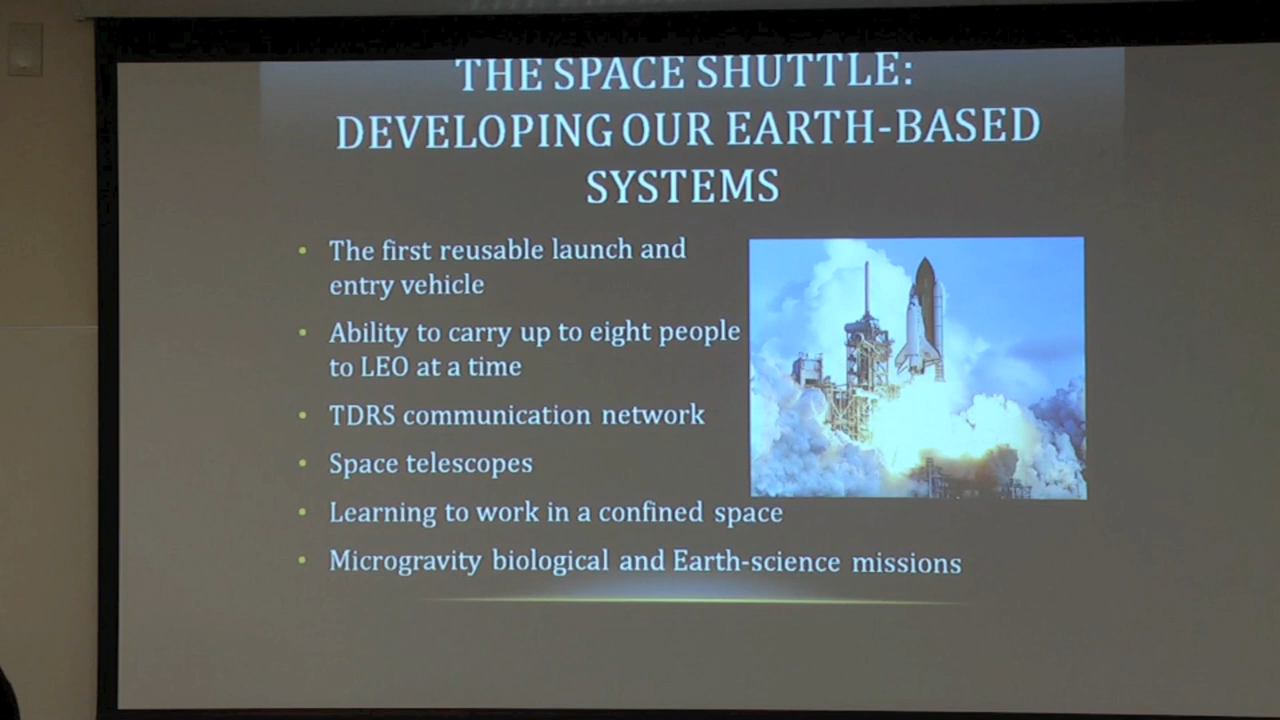 THE SPACE SHUTTLE:
DEVELOPING OUR EARTH-BASED
SYSTEMS
• The first reusable launch and
entry vehicle
• Ability to carry up to eight people
to LEO at a time
• TDRS communication network
• Space telescopes
• Learning to work in a confined space
• Microgravity biological and Earth-science missions